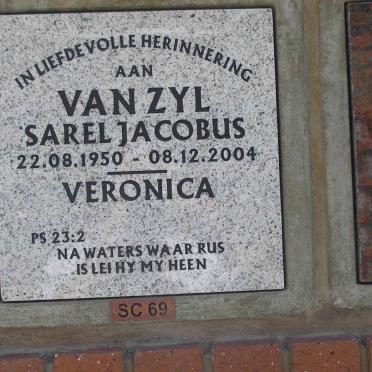 IN LIEFDEVOLLE HERINNERING
AAN
VAN ZYL
SAREL JACOBUS
22.08.1950 - 08.12.2004
VERONICA
PS 23:2
NA WATERS WAAR RUS
IS LEI HY MY HEEN
SC 69